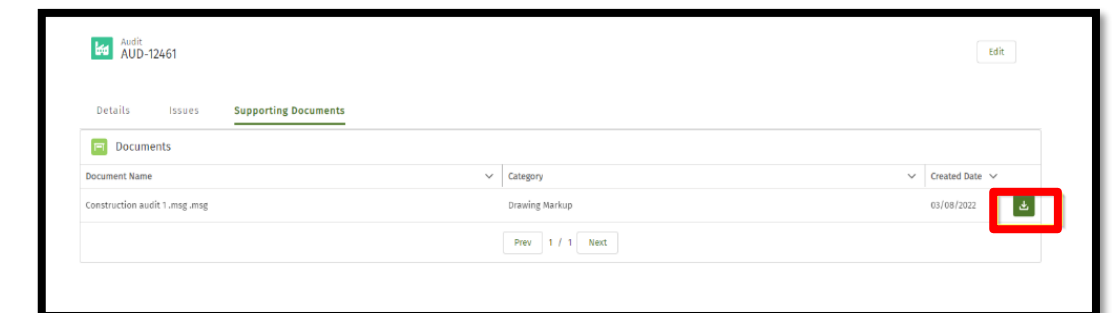 Audit
AUD-12461
Edit
Details Issues Supporting Documents
Documents
Document Name Category Created Date
Construction audit 1 .msg .msg Drawing Markup 03/08/2022
Prev 1 / 1 Next